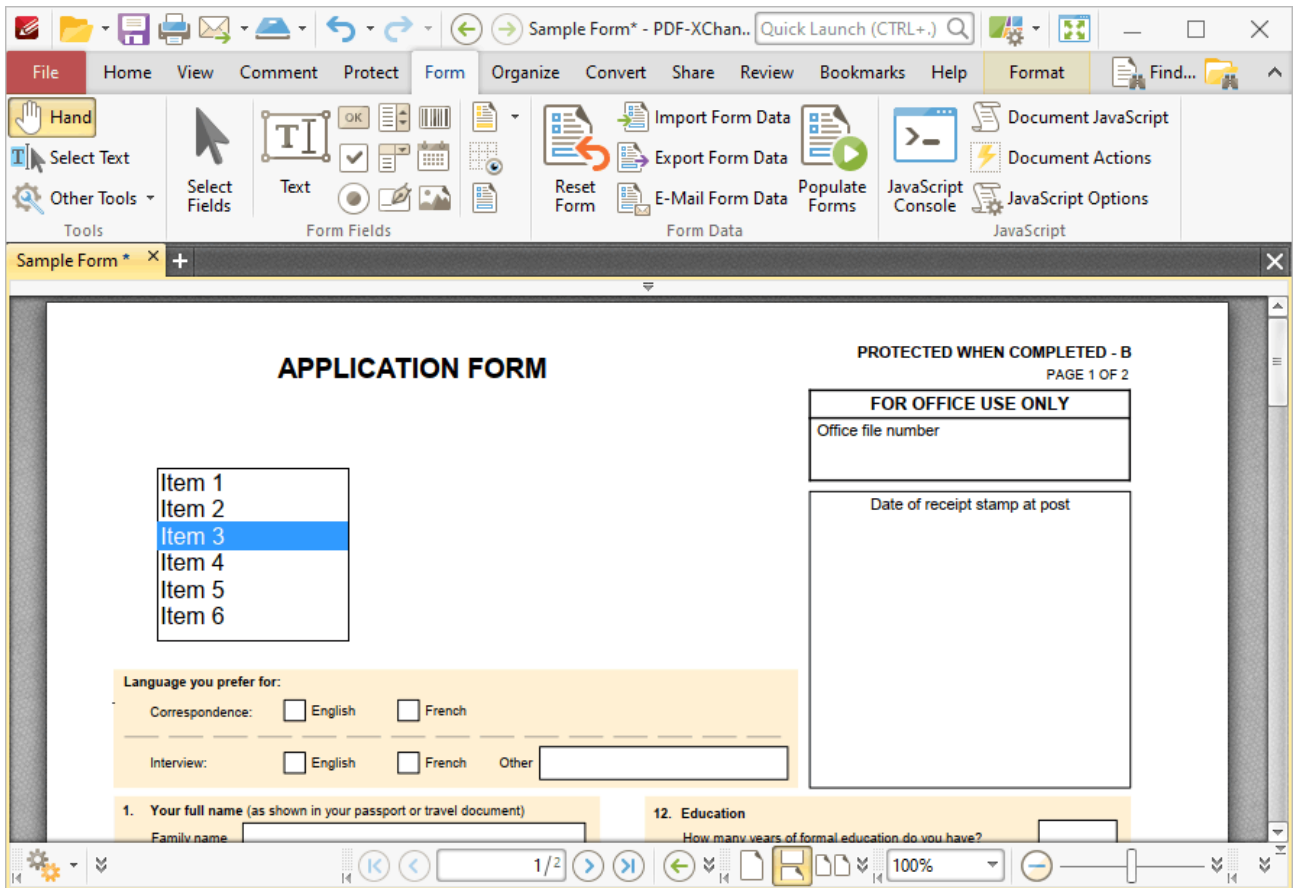 Sample Form* - PDF-XChan.. Quick Launch (CTRL+.)
File Home View Comment Protect Form Organize Convert Share Review Bookmarks Help Format Find...
Hand
Select Text
Other Tools
Tools
Select Fields
Text
OK
Form Fields
Reset Form
Import Form Data
Export Form Data
E-Mail Form Data
Populate Forms
Form Data
JavaScript Console
Document JavaScript
Document Actions
JavaScript Options
JavaScript
Sample Form *
APPLICATION FORM
PROTECTED WHEN COMPLETED - B
PAGE 1 OF 2
FOR OFFICE USE ONLY
Office file number
Date of receipt stamp at post
Item 1
Item 2
Item 3
Item 4
Item 5
Item 6
Language you prefer for:
Correspondence: English French
Interview: English French Other
1. Your full name (as shown in your passport or travel document)
Family name
12. Education
How many years of formal education do you have?
1/2
100%